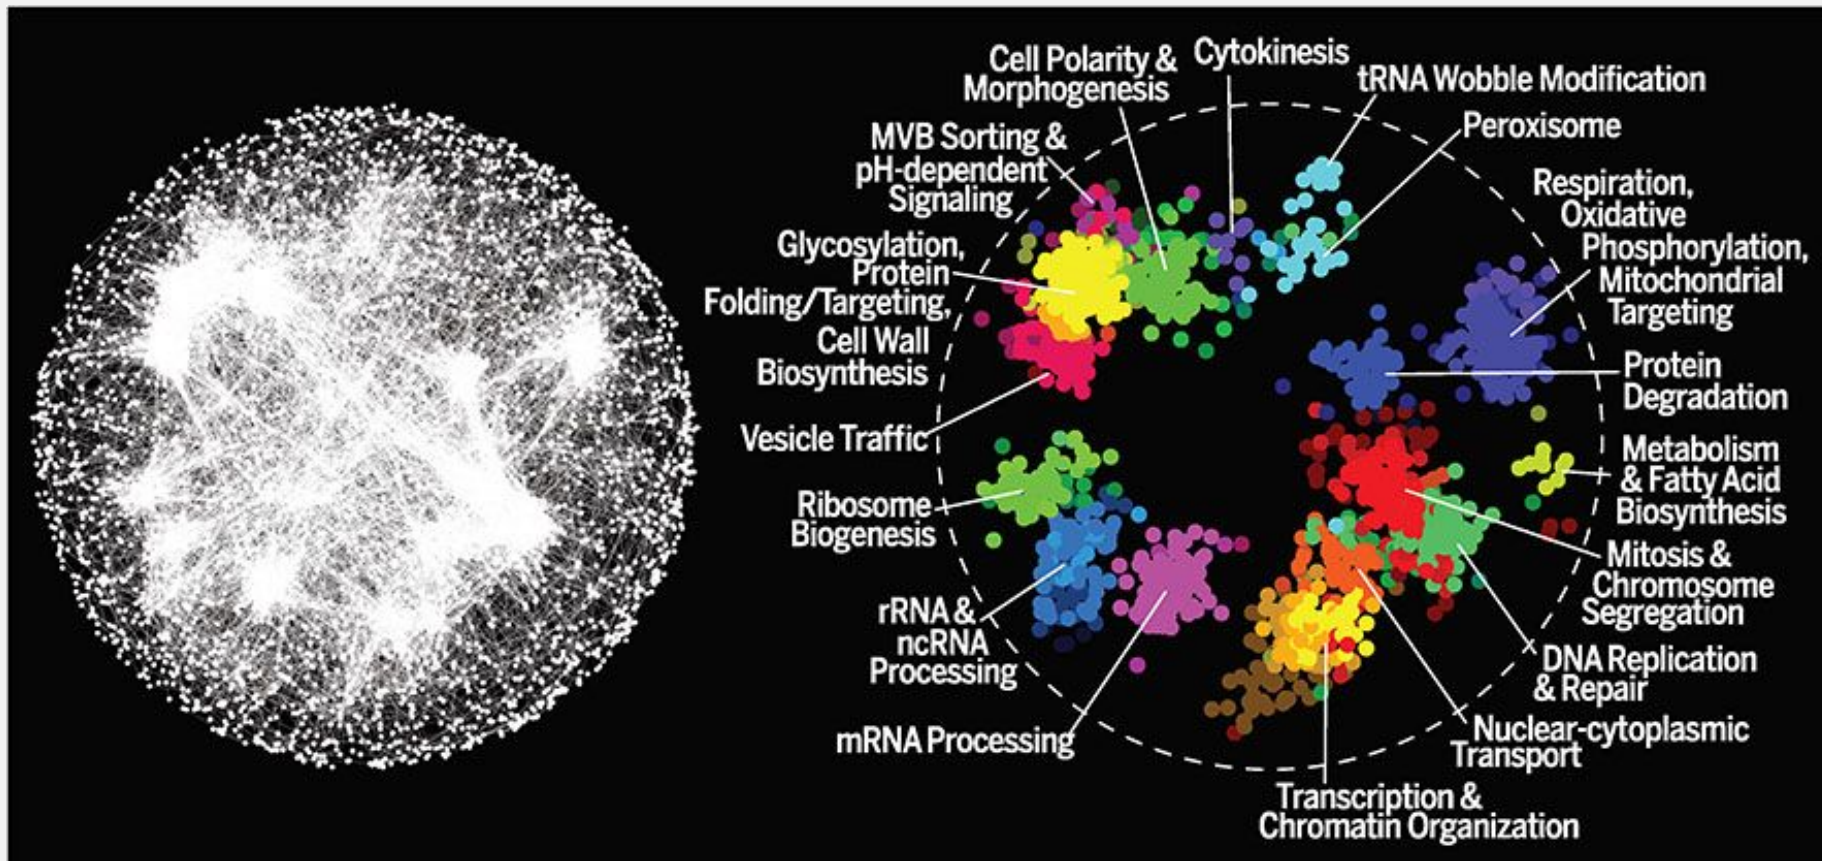 Cell Polarity &
Morphogenesis
Cytokinesis
tRNA Wobble Modification
Peroxisome
MVB Sorting &
pH-dependent
Signaling
Respiration,
Oxidative
Phosphorylation,
Mitochondrial
Targeting
Glycosylation,
Protein
Folding/Targeting,
Cell Wall
Biosynthesis
Protein
Degradation
Vesicle Traffic
Metabolism
& Fatty Acid
Biosynthesis
Ribosome
Biogenesis
Mitosis &
Chromosome
Segregation
rRNA &
ncRNA
Processing
DNA Replication
& Repair
mRNA Processing
Nuclear-cytoplasmic
Transport
Transcription &
Chromatin Organization